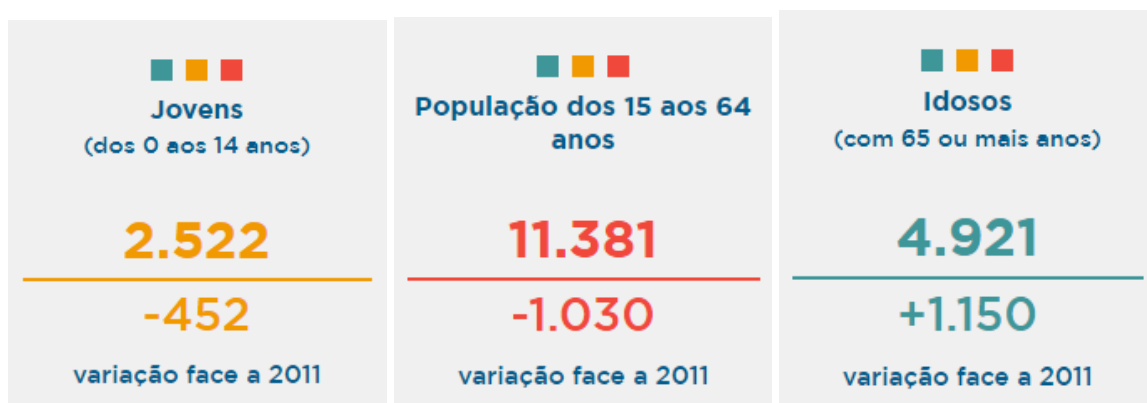 Jovens
(dos 0 aos 14 anos)
2.522
-452
variação face a 2011
População dos 15 aos 64
anos
11.381
-1.030
variação face a 2011
Idosos
(com 65 ou mais anos)
4.921
+1.150
variação face a 2011